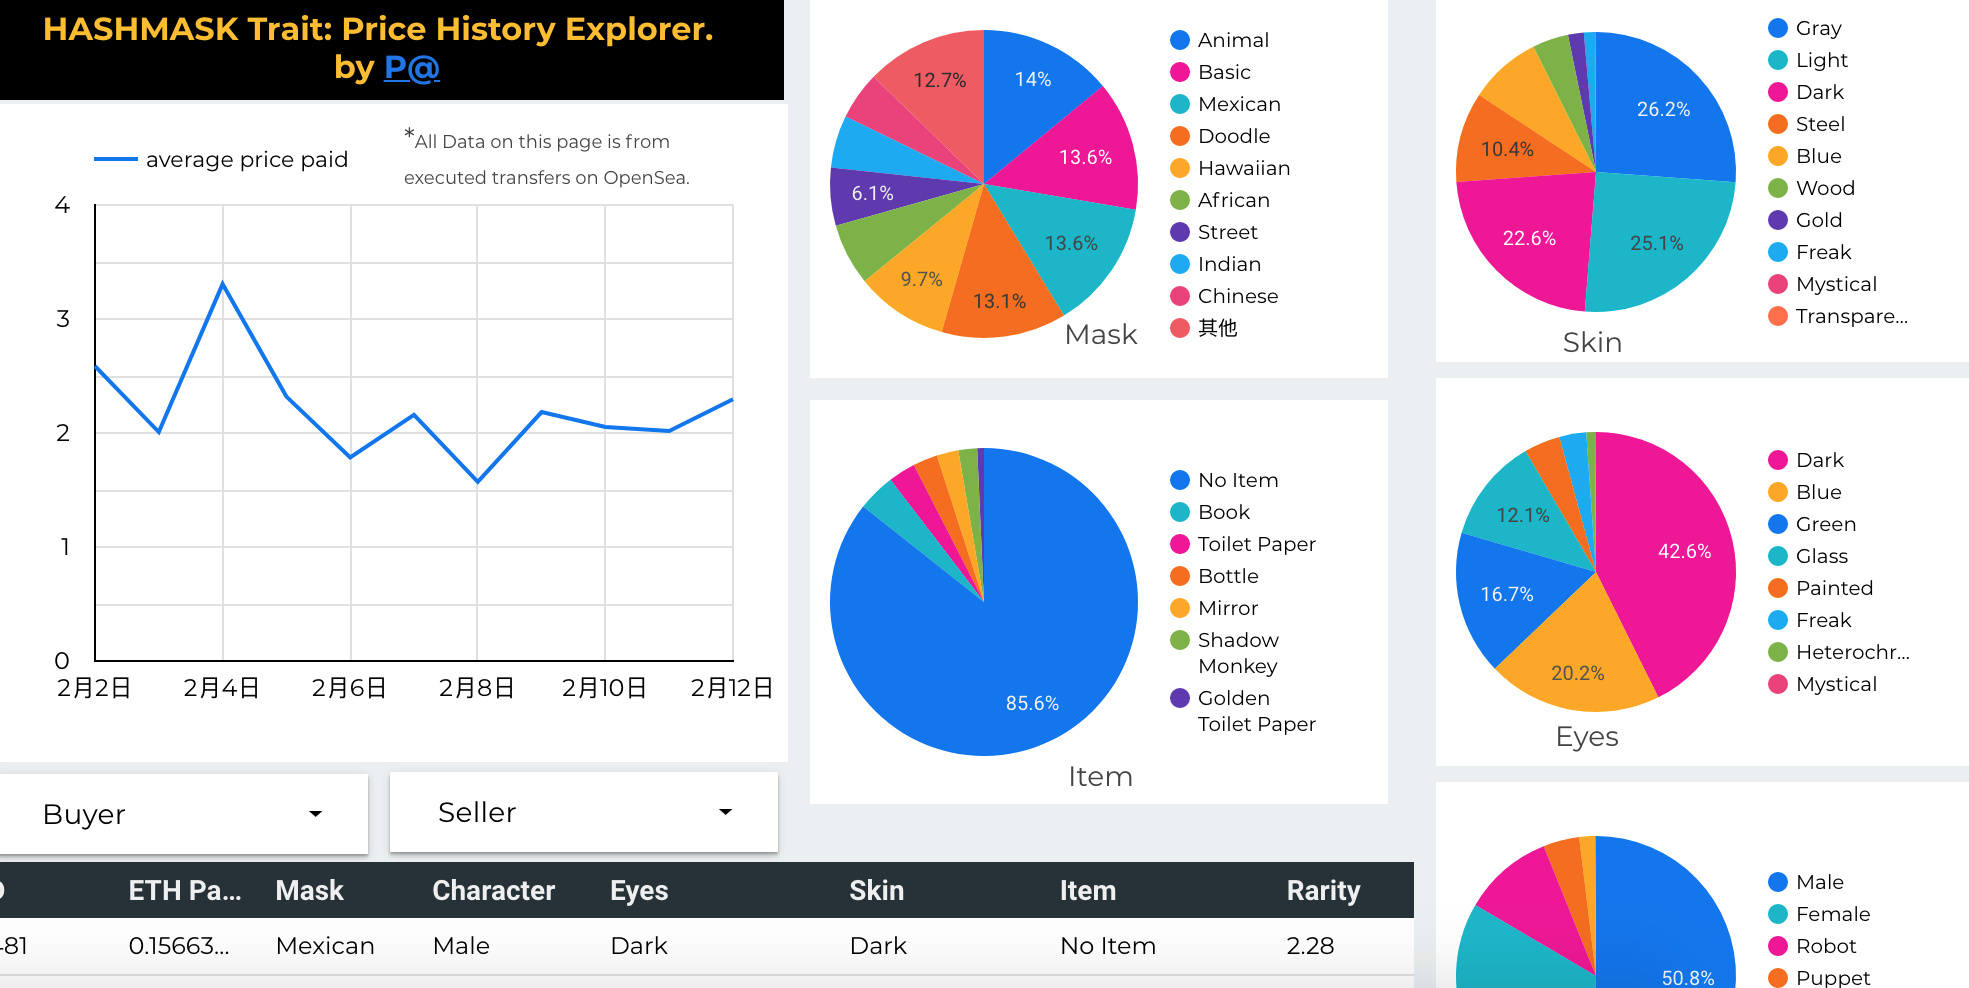 HASHMASK Trait: Price History Explorer.
by P@
average price paid
*All Data on this page is from
executed transfers on OpenSea.
4
3
2
1
0
2月2日
2月4日
2月6日
2月8日
2月10日
2月12日
14%
13.6%
13.6%
13.1%
9.7%
6.1%
12.7%
Animal
Basic
Mexican
Doodle
Hawaiian
African
Street
Indian
Chinese
其他
Mask
26.2%
25.1%
22.6%
10.4%
Gray
Light
Dark
Steel
Blue
Wood
Gold
Freak
Mystical
Transpare...
Skin
85.6%
No Item
Book
Toilet Paper
Bottle
Mirror
Shadow
Monkey
Golden
Toilet Paper
Item
42.6%
20.2%
16.7%
12.1%
Dark
Blue
Green
Glass
Painted
Freak
Heterochr...
Mystical
Eyes
50.8%
Male
Female
Robot
Puppet
Buyer
Seller
ETH Pa... Mask Character Eyes Skin Item Rarity
81 0.15663... Mexican Male Dark Dark No Item 2.28